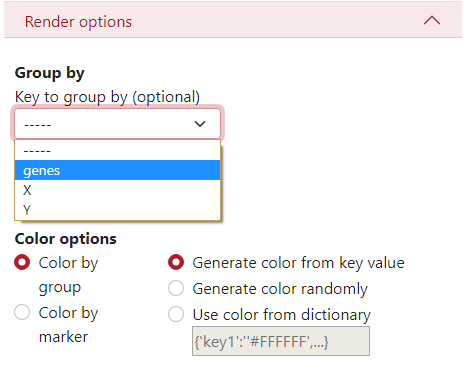 Render options
Group by
Key to group by (optional)
-----
-----
genes
X
Y
Color options
Color by
group
Color by
marker
Generate color from key value
Generate color randomly
Use color from dictionary
{'key1':''#FFFFFF',...}